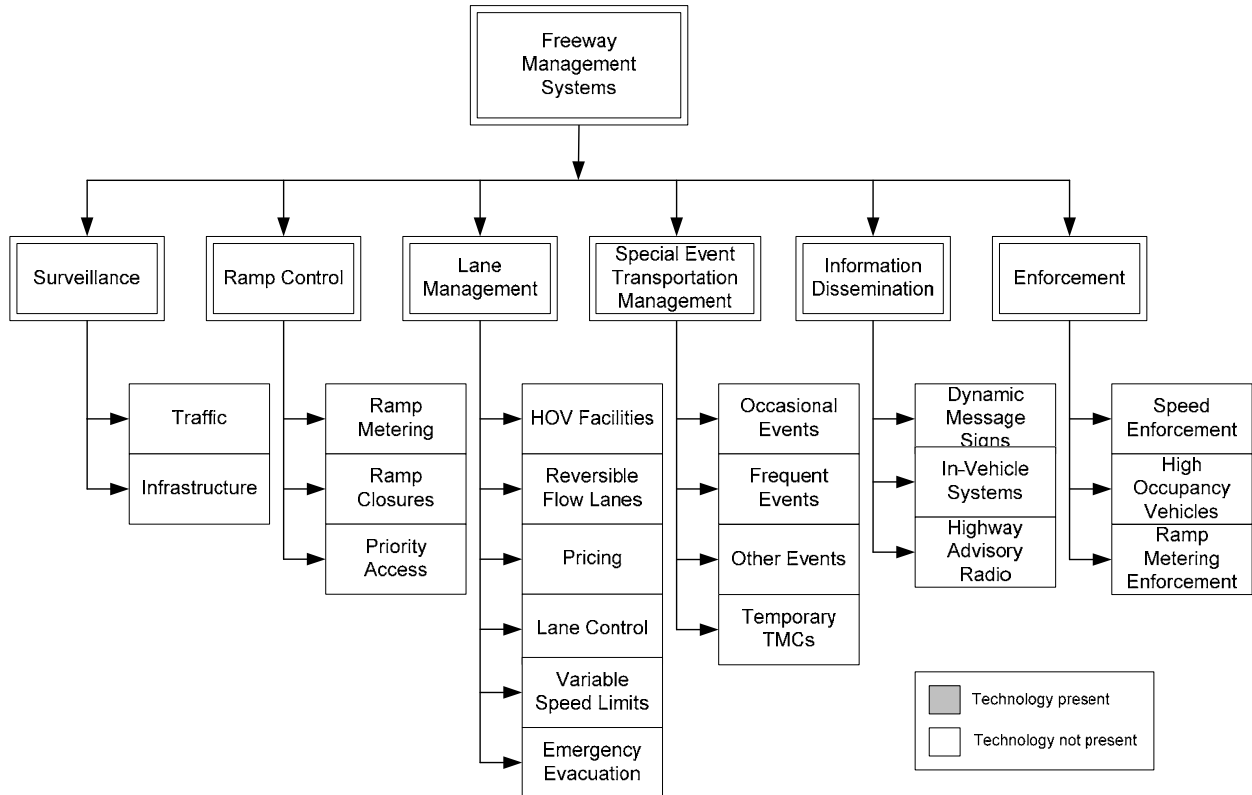 Freeway
Management
Systems
Surveillance
Ramp Control
Lane
Management
Special Event
Transportation
Management
Information
Dissemination
Enforcement
Traffic
Infrastructure
Ramp
Metering
Ramp
Closures
Priority
Access
HOV Facilities
Reversible
Flow Lanes
Pricing
Lane Control
Variable
Speed Limits
Emergency
Evacuation
Occasional
Events
Frequent
Events
Other Events
Temporary
TMCs
Dynamic
Message
Signs
In-Vehicle
Systems
Highway
Advisory
Radio
Speed
Enforcement
High
Occupancy
Vehicles
Ramp
Metering
Enforcement
Technology present
Technology not present